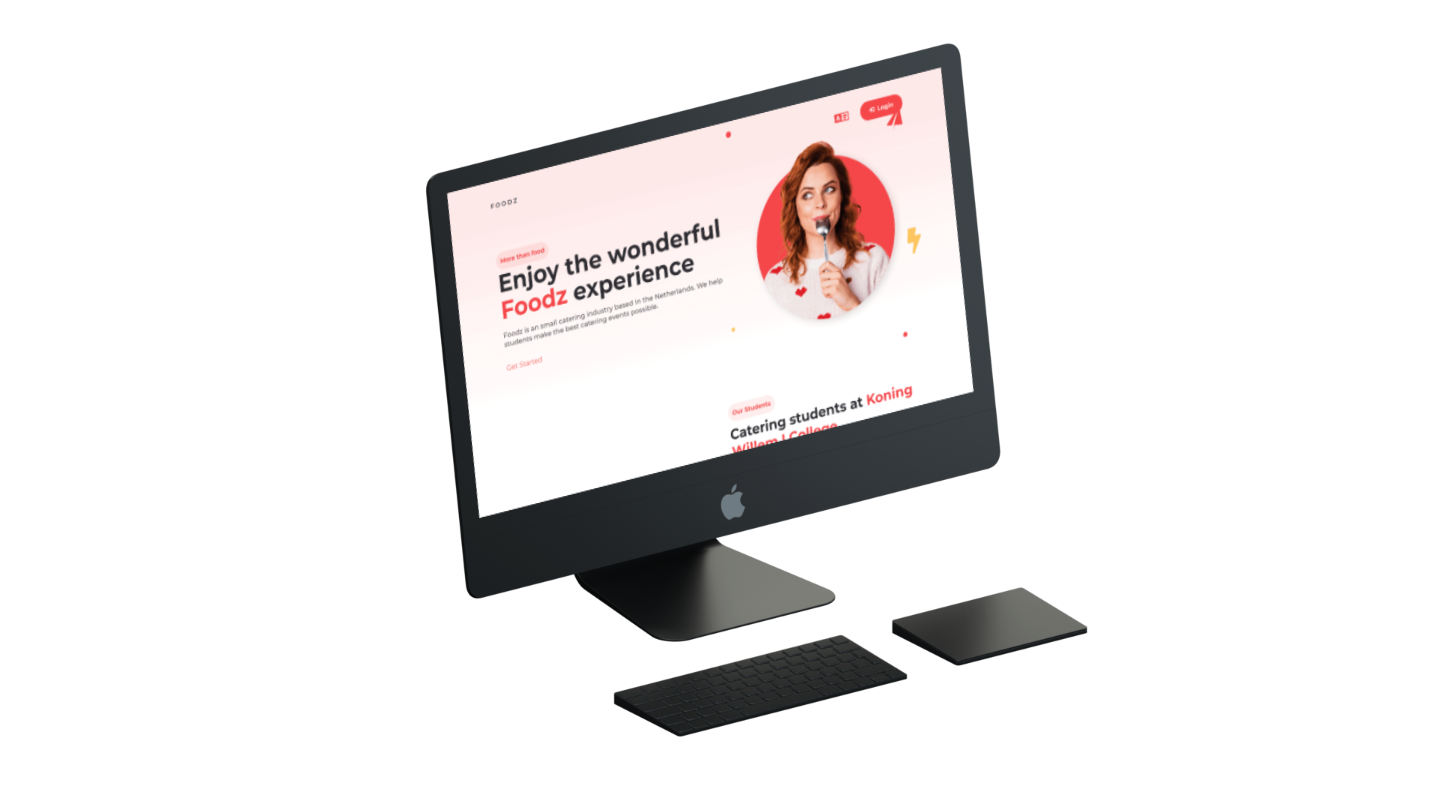 FOODZ
Login
More than food
Enjoy the wonderful
Foodz experience
Foodz is an small catering industry based in the Netherlands. We help
students make the best catering events possible.
Get Started
Our Students
Catering students at Koning
Willem I College